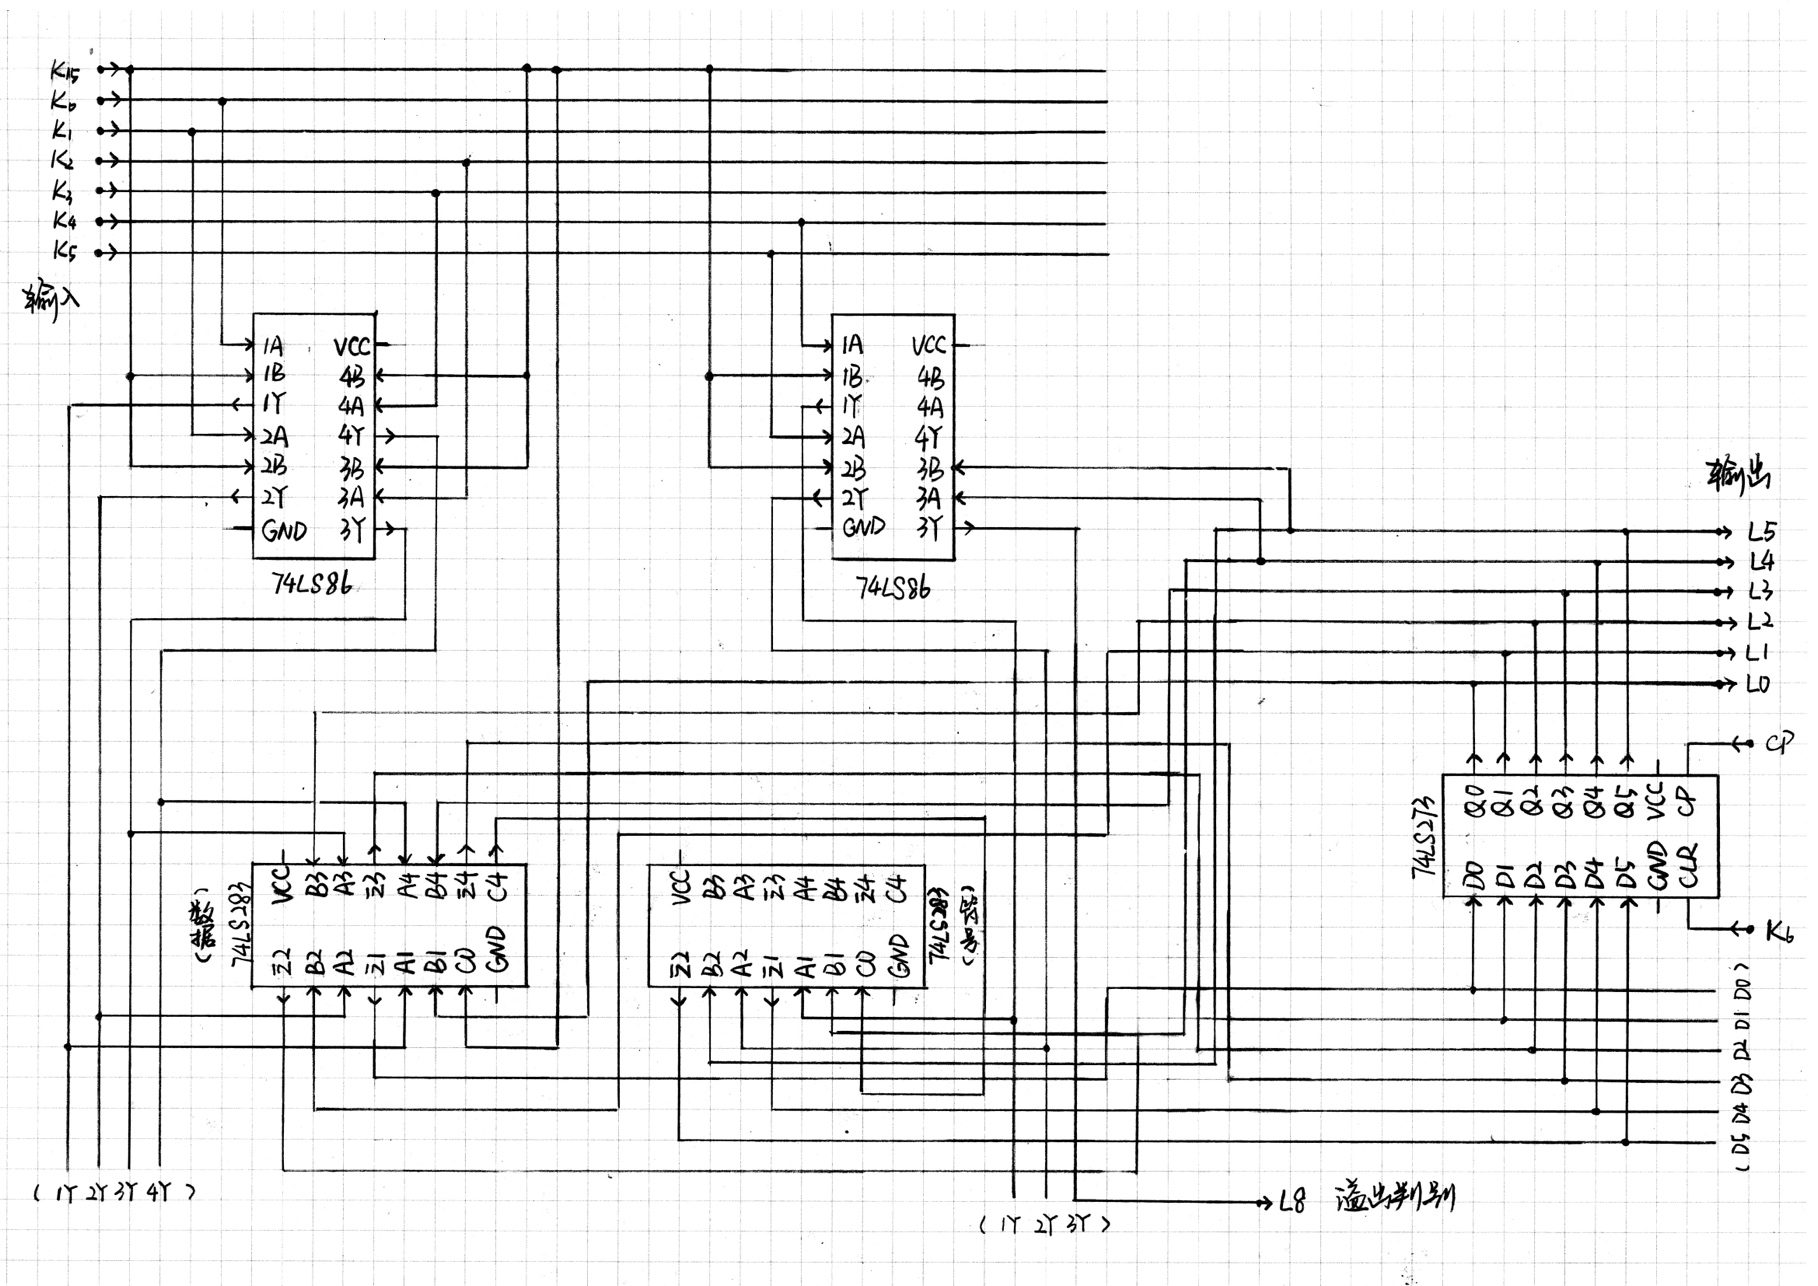 K15
K0
K1
K2
K3
K4
K5
输入
1A VCC
1B 4B
1Y 4A
2A 4Y
2B 3B
2Y 3A
GND 3Y
74LS86
1A VCC
1B 4B
1Y 4A
2A 4Y
2B 3B
2Y 3A
GND 3Y
74LS86
输出
L5
L4
L3
L2
L1
L0
CP
Q0 Q1 Q2 Q3 Q4 Q5 VCC CP
74LS273
D0 D1 D2 D3 D4 D5 GND CLR
K6
(数据)
74LS283
VCC B3 A3 Σ3 A4 B4 Σ4 C4
Σ2 B2 A2 Σ1 A1 B1 C0 GND
VCC B3 A3 Σ3 A4 B4 Σ4 C4
Σ2 B2 A2 Σ1 A1 B1 C0 GND
74LS283
(符号)
(D5 D4 D3 D2 D1 D0)
(1Y 2Y 3Y 4Y)
(1Y 2Y 3Y)
L8 溢出判别